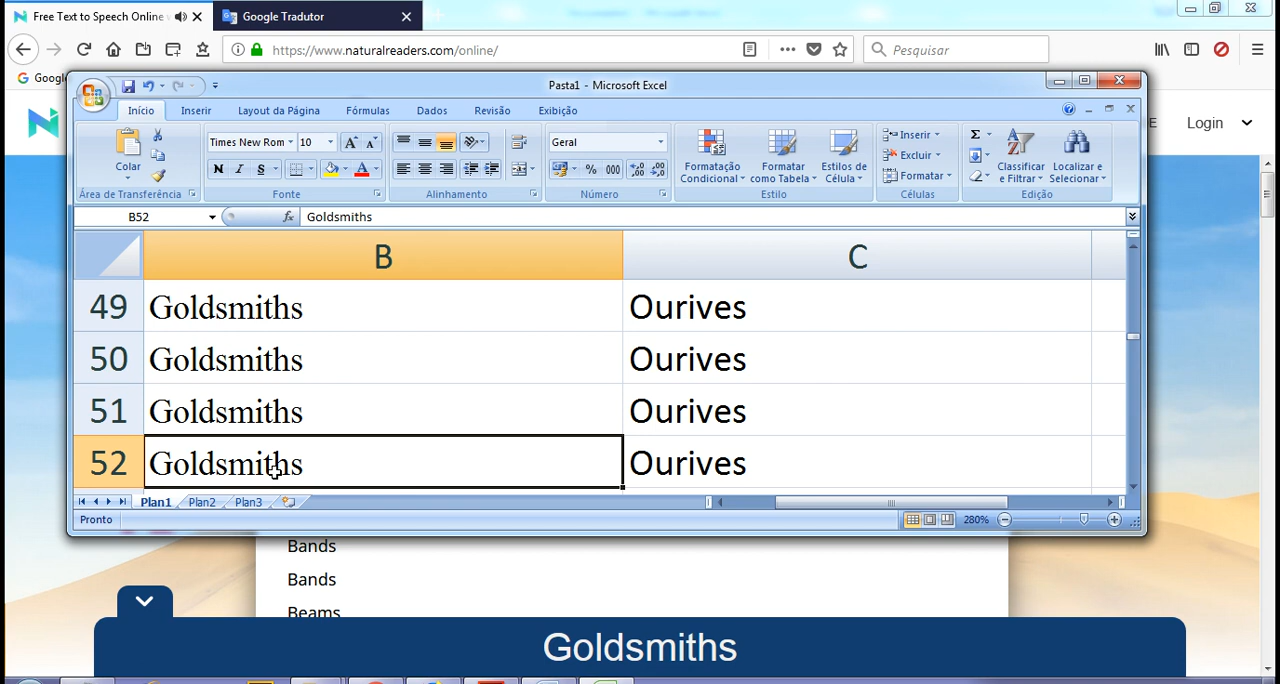 Free Text to Speech Online
Google Tradutor
https://www.naturalreaders.com/online/
Pesquisar
Pasta1 - Microsoft Excel
Início Inserir Layout da Página Fórmulas Dados Revisão Exibição
Colar
Área de Transferência
Times New Rom 10
N I S
Fonte
Alinhamento
Geral
% 000
Número
Formatação Condicional
Formatar como Tabela
Estilos de Célula
Estilo
Inserir
Excluir
Formatar
Células
Classificar e Filtrar
Localizar e Selecionar
Edição
Login
B52 fx Goldsmiths
B C
49 Goldsmiths Ourives
50 Goldsmiths Ourives
51 Goldsmiths Ourives
52 Goldsmiths Ourives
Plan1 Plan2 Plan3
Pronto 280%
Bands
Bands
Beams
Goldsmiths